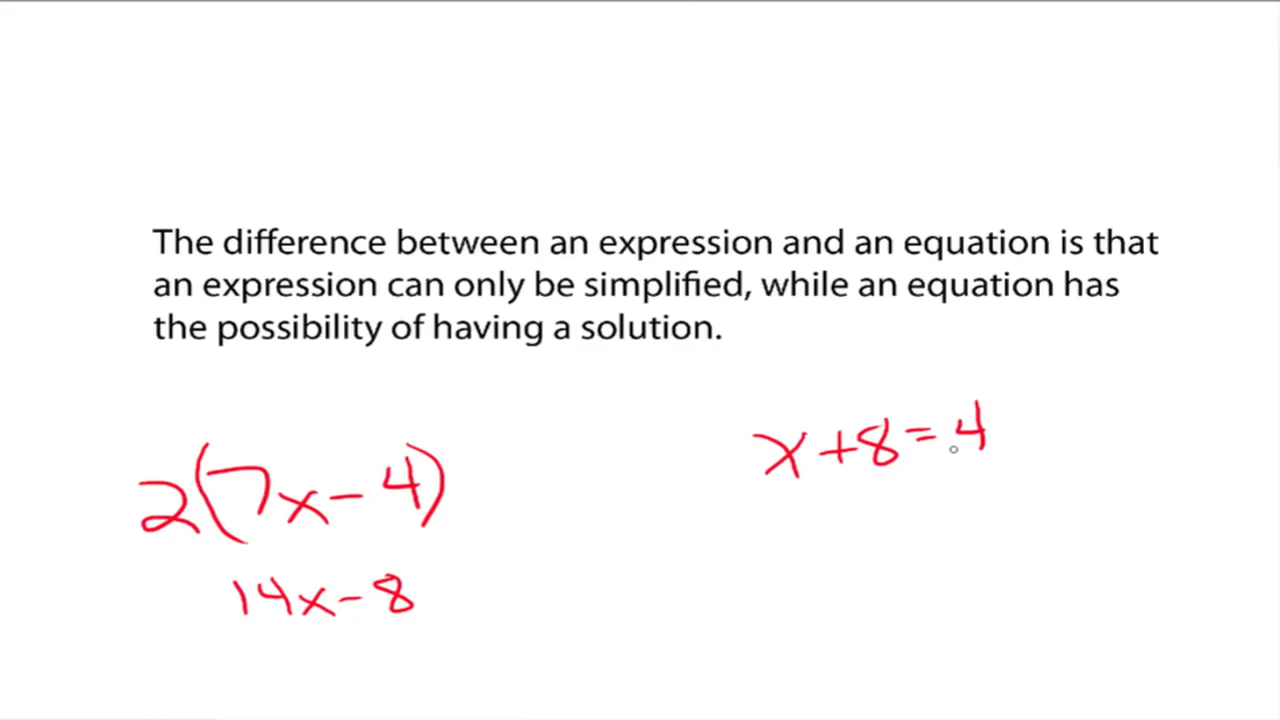 The difference between an expression and an equation is that
an expression can only be simplified, while an equation has
the possibility of having a solution.
2(7x-4)
14x-8
x+8=4